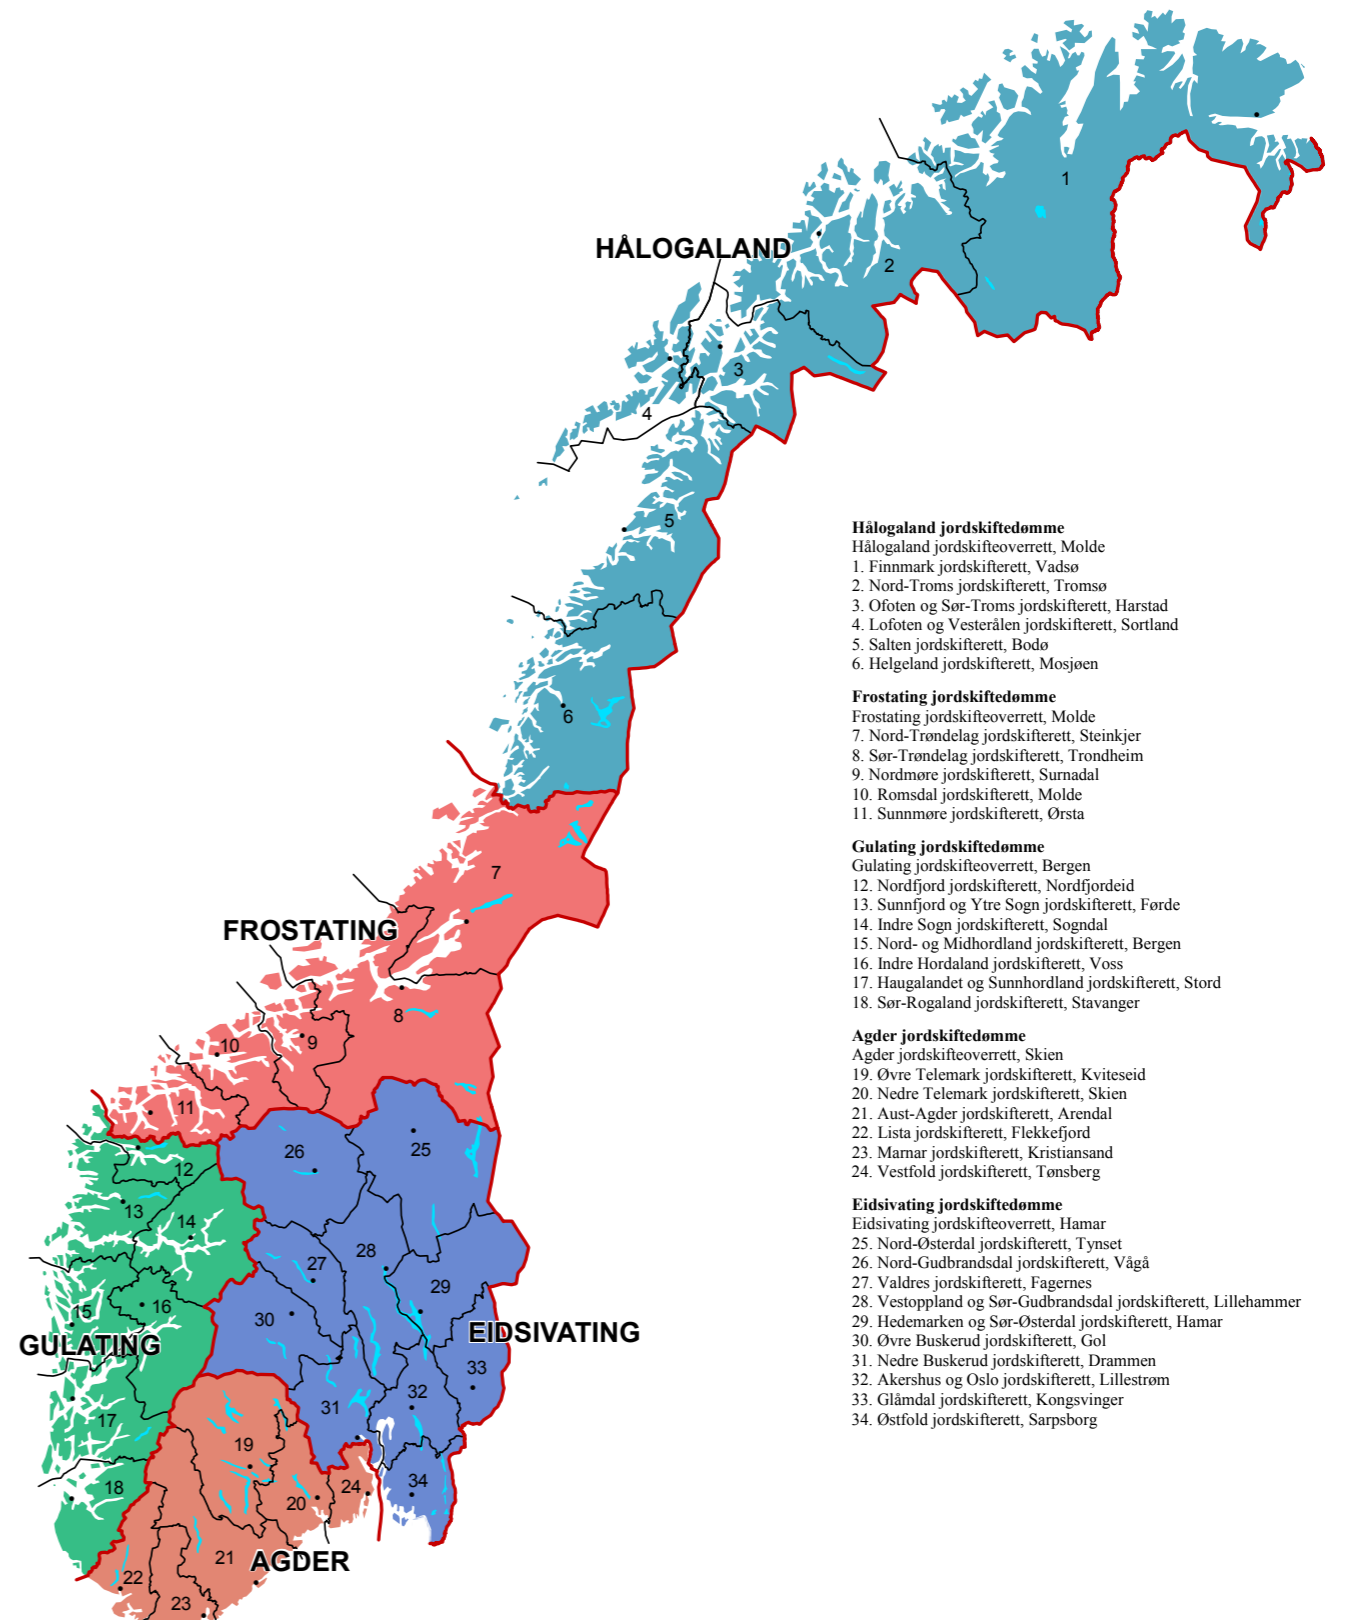 HÅLOGALAND
1
2
3
4
5
6
7
FROSTATING
8
9
10
11
12
13
14
15
16
GULATING
17
18
19
20
21
22
23
24
AGDER
25
26
27
28
29
30
EIDSIVATING
31
32
33
34
Hålogaland jordskiftedømme
Hålogaland jordskifteoverrett, Molde
1. Finnmark jordskifterett, Vadsø
2. Nord-Troms jordskifterett, Tromsø
3. Ofoten og Sør-Troms jordskifterett, Harstad
4. Lofoten og Vesterålen jordskifterett, Sortland
5. Salten jordskifterett, Bodø
6. Helgeland jordskifterett, Mosjøen
Frostating jordskiftedømme
Frostating jordskifteoverrett, Molde
7. Nord-Trøndelag jordskifterett, Steinkjer
8. Sør-Trøndelag jordskifterett, Trondheim
9. Nordmøre jordskifterett, Surnadal
10. Romsdal jordskifterett, Molde
11. Sunnmøre jordskifterett, Ørsta
Gulating jordskiftedømme
Gulating jordskifteoverrett, Bergen
12. Nordfjord jordskifterett, Nordfjordeid
13. Sunnfjord og Ytre Sogn jordskifterett, Førde
14. Indre Sogn jordskifterett, Sogndal
15. Nord- og Midhordland jordskifterett, Bergen
16. Indre Hordaland jordskifterett, Voss
17. Haugalandet og Sunnhordland jordskifterett, Stord
18. Sør-Rogaland jordskifterett, Stavanger
Agder jordskiftedømme
Agder jordskifteoverrett, Skien
19. Øvre Telemark jordskifterett, Kviteseid
20. Nedre Telemark jordskifterett, Skien
21. Aust-Agder jordskifterett, Arendal
22. Lista jordskifterett, Flekkefjord
23. Marnar jordskifterett, Kristiansand
24. Vestfold jordskifterett, Tønsberg
Eidsivating jordskiftedømme
Eidsivating jordskifteoverrett, Hamar
25. Nord-Østerdal jordskifterett, Tynset
26. Nord-Gudbrandsdal jordskifterett, Vågå
27. Valdres jordskifterett, Fagernes
28. Vestoppland og Sør-Gudbrandsdal jordskifterett, Lillehammer
29. Hedemarken og Sør-Østerdal jordskifterett, Hamar
30. Øvre Buskerud jordskifterett, Gol
31. Nedre Buskerud jordskifterett, Drammen
32. Akershus og Oslo jordskifterett, Lillestrøm
33. Glåmdal jordskifterett, Kongsvinger
34. Østfold jordskifterett, Sarpsborg